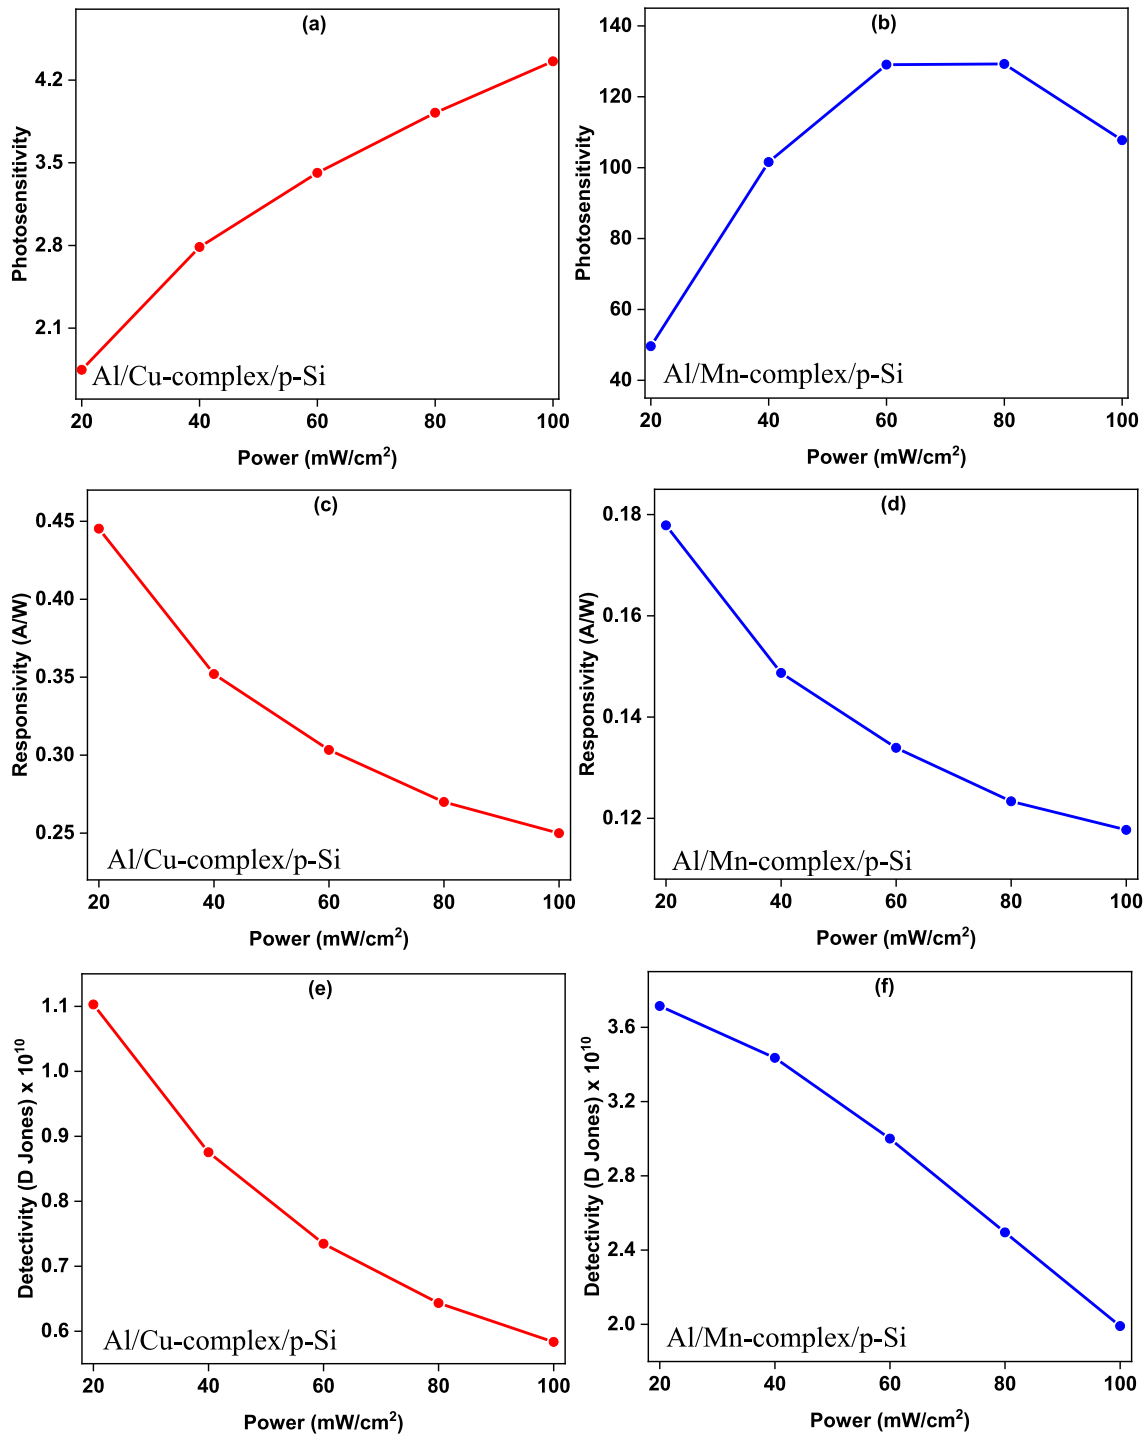 (a)
4.2
3.5
2.8
2.1
Photosensitivity
Al/Cu-complex/p-Si
20 40 60 80 100
Power (mW/cm²)
(b)
140
120
100
80
60
40
Photosensitivity
Al/Mn-complex/p-Si
20 40 60 80 100
Power (mW/cm²)
(c)
0.45
0.40
0.35
0.30
0.25
Responsivity (A/W)
Al/Cu-complex/p-Si
20 40 60 80 100
Power (mW/cm²)
(d)
0.18
0.16
0.14
0.12
Responsivity (A/W)
Al/Mn-complex/p-Si
20 40 60 80 100
Power (mW/cm²)
(e)
1.1
1.0
0.9
0.8
0.7
0.6
Detectivity (D Jones) x 10¹⁰
Al/Cu-complex/p-Si
20 40 60 80 100
Power (mW/cm²)
(f)
3.6
3.2
2.8
2.4
2.0
Detectivity (D Jones) x 10¹⁰
Al/Mn-complex/p-Si
20 40 60 80 100
Power (mW/cm²)